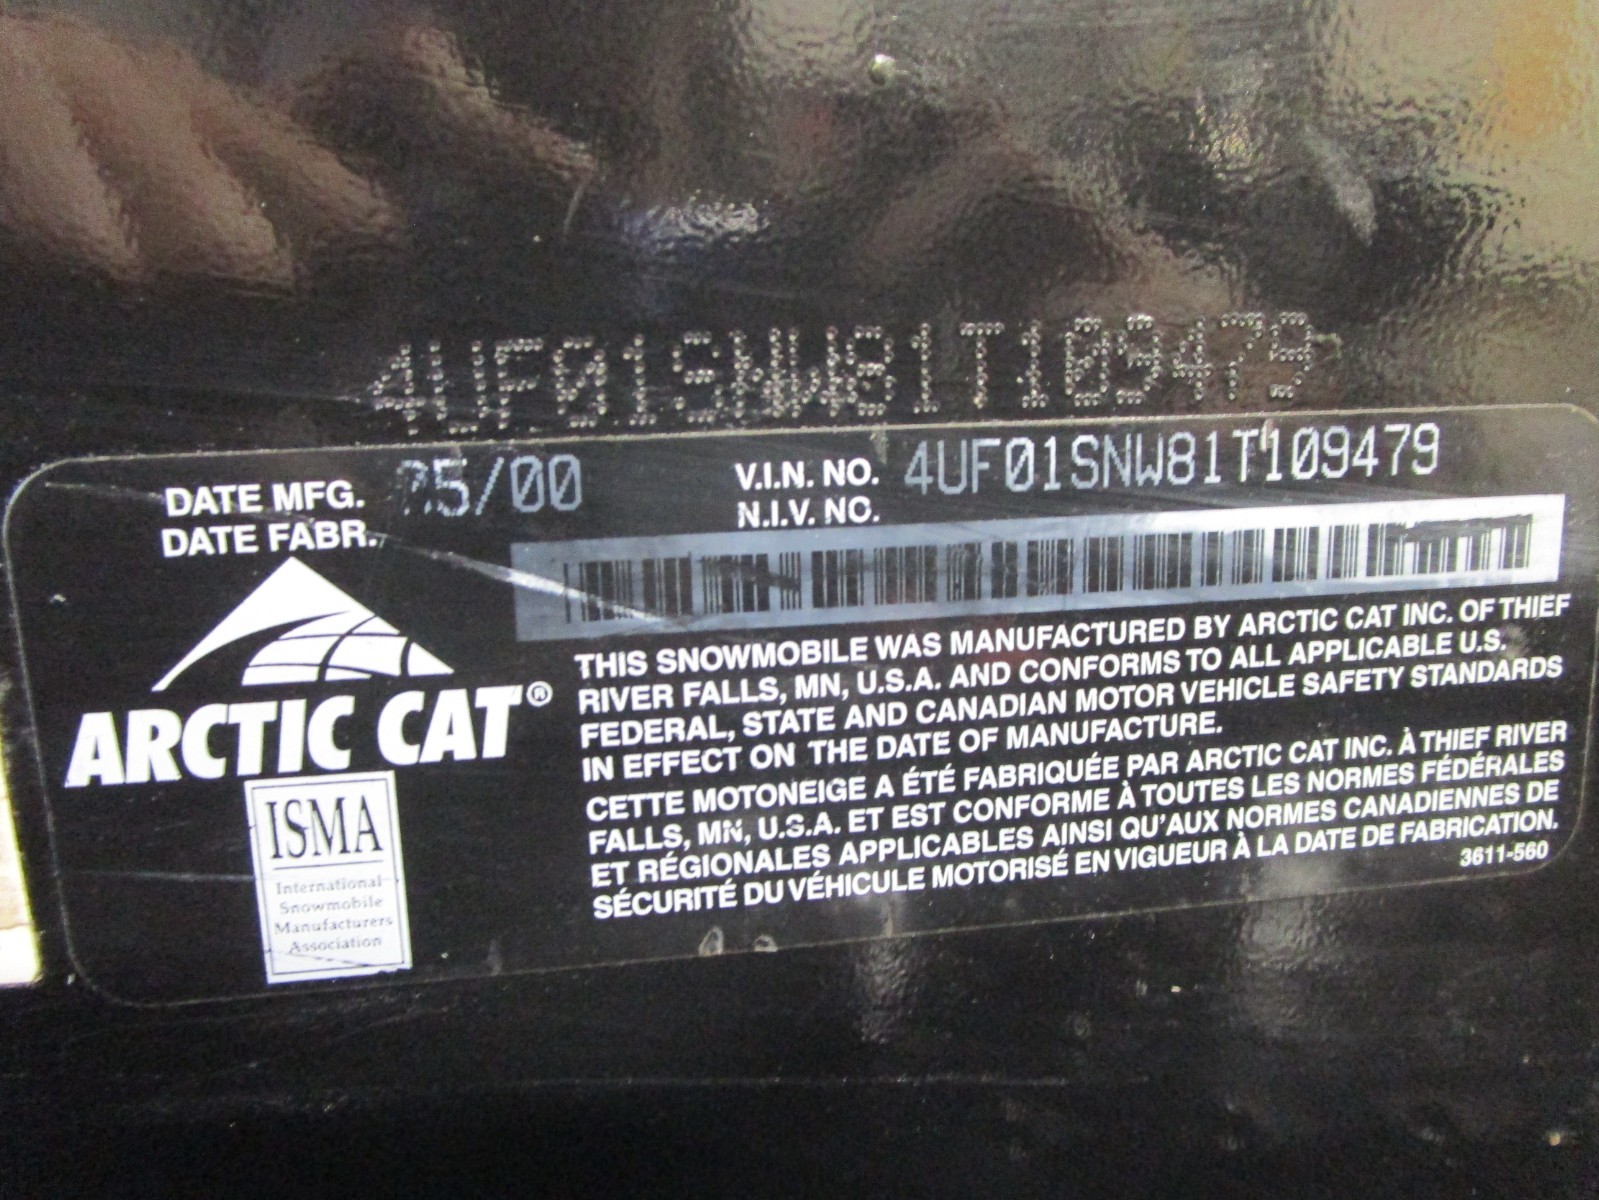 4UF01SNW81T109479
DATE MFG. 05/00
DATE FABR.
V.I.N. NO. 4UF01SNW81T109479
N.I.V. NO.
ARCTIC CAT®
ISMA
International
Snowmobile
Manufacturers
Association
THIS SNOWMOBILE WAS MANUFACTURED BY ARCTIC CAT INC. OF THIEF
RIVER FALLS, MN, U.S.A. AND CONFORMS TO ALL APPLICABLE U.S.
FEDERAL, STATE AND CANADIAN MOTOR VEHICLE SAFETY STANDARDS
IN EFFECT ON THE DATE OF MANUFACTURE.
CETTE MOTONEIGE A ÉTÉ FABRIQUÉE PAR ARCTIC CAT INC. À THIEF RIVER
FALLS, MN, U.S.A. ET EST CONFORME À TOUTES LES NORMES FÉDÉRALES
ET RÉGIONALES APPLICABLES AINSI QU'AUX NORMES CANADIENNES DE
SÉCURITÉ DU VÉHICULE MOTORISÉ EN VIGUEUR À LA DATE DE FABRICATION.
3611-560